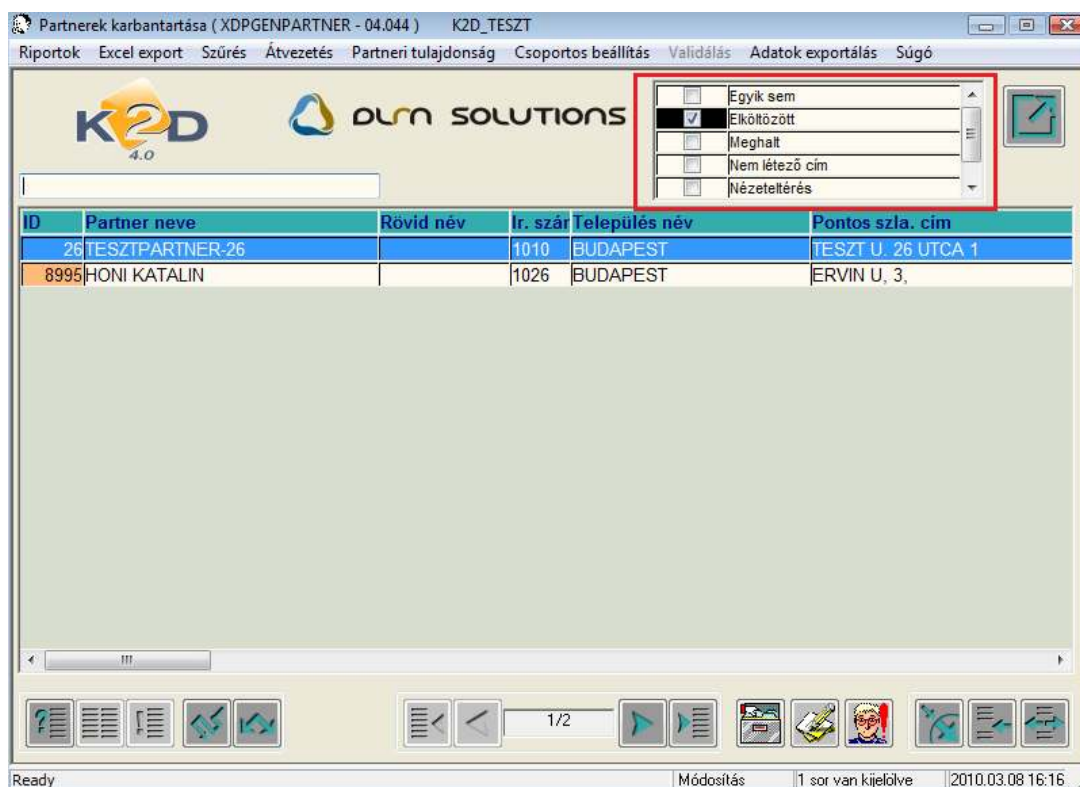 Partnerek karbantartása ( XDPGENPARTNER - 04.044 ) K2D_TESZT
Riportok Excel export Szűrés Átvezetés Partneri tulajdonság Csoportos beállítás Validálás Adatok exportálás Súgó
K2D
4.0
DLM SOLUTIONS
Egyik sem
Elköltözött
Meghalt
Nem létező cím
Nézeteltérés
ID Partner neve Rövid név Ir. szár Település név Pontos szla. cím
26 TESZTPARTNER-26 1010 BUDAPEST TESZT U. 26 UTCA 1
8995 HONI KATALIN 1026 BUDAPEST ERVIN U, 3,
1/2
Ready Módosítás 1 sor van kijelölve 2010.03.08 16:16